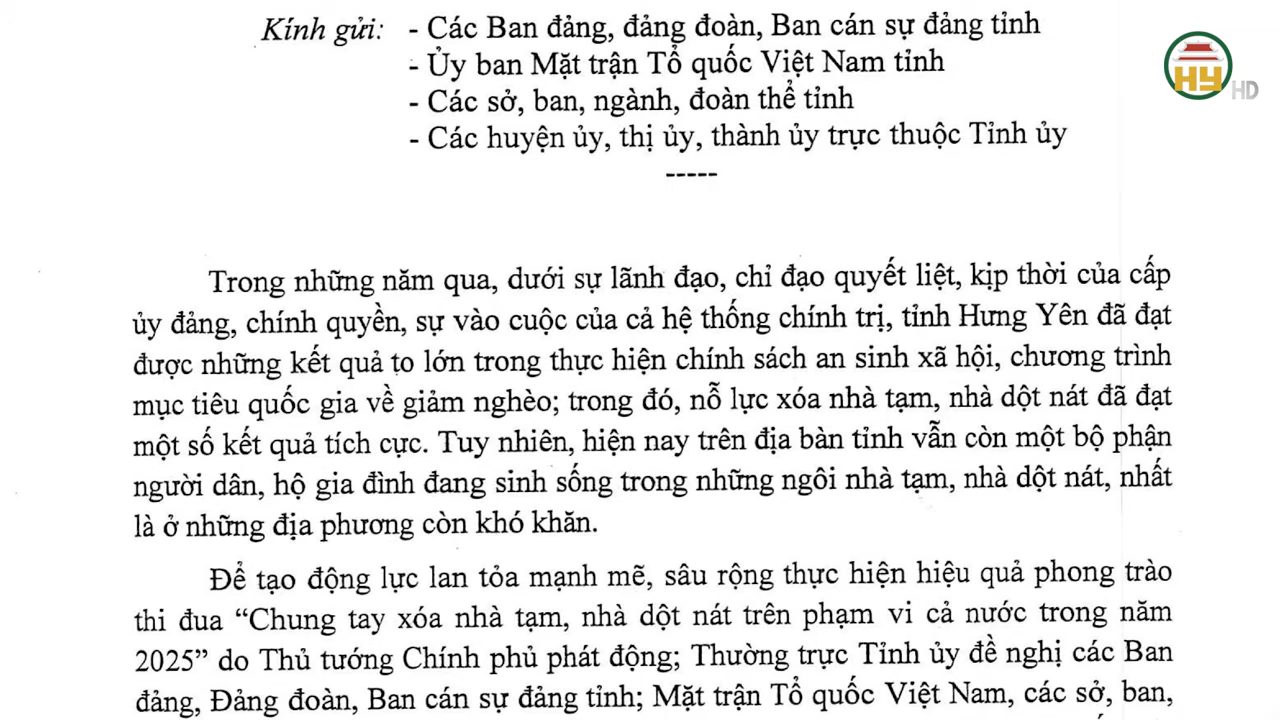 Kính gửi: - Các Ban đảng, đảng đoàn, Ban cán sự đảng tỉnh
- Ủy ban Mặt trận Tổ quốc Việt Nam tỉnh
- Các sở, ban, ngành, đoàn thể tỉnh
- Các huyện ủy, thị ủy, thành ủy trực thuộc Tỉnh ủy
-----
HY HD
Trong những năm qua, dưới sự lãnh đạo, chỉ đạo quyết liệt, kịp thời của cấp
ủy đảng, chính quyền, sự vào cuộc của cả hệ thống chính trị, tỉnh Hưng Yên đã đạt
được những kết quả to lớn trong thực hiện chính sách an sinh xã hội, chương trình
mục tiêu quốc gia về giảm nghèo; trong đó, nỗ lực xóa nhà tạm, nhà dột nát đã đạt
một số kết quả tích cực. Tuy nhiên, hiện nay trên địa bàn tỉnh vẫn còn một bộ phận
người dân, hộ gia đình đang sinh sống trong những ngôi nhà tạm, nhà dột nát, nhất
là ở những địa phương còn khó khăn.
Để tạo động lực lan tỏa mạnh mẽ, sâu rộng thực hiện hiệu quả phong trào
thi đua “Chung tay xóa nhà tạm, nhà dột nát trên phạm vi cả nước trong năm
2025” do Thủ tướng Chính phủ phát động; Thường trực Tỉnh ủy đề nghị các Ban
đảng, Đảng đoàn, Ban cán sự đảng tỉnh; Mặt trận Tổ quốc Việt Nam, các sở, ban,